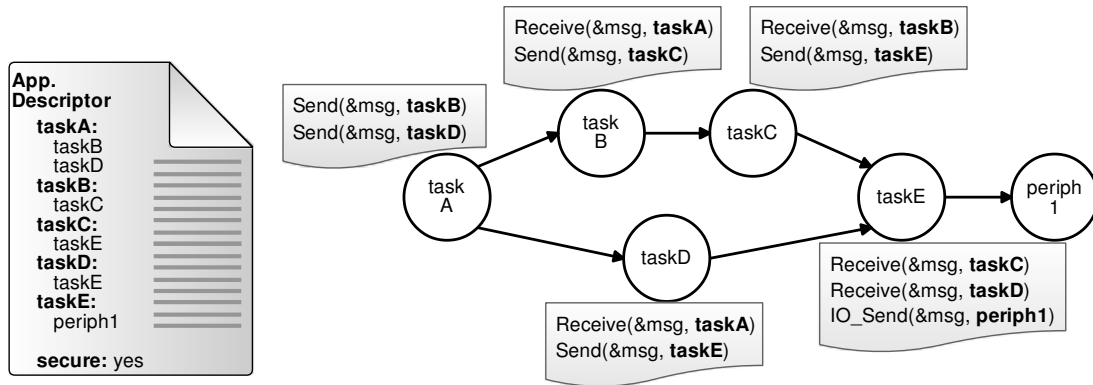 App.
Descriptor
taskA:
taskB
taskD
taskB:
taskC
taskC:
taskE
taskD:
taskE
taskE:
periph1
secure: yes
Send(&msg, taskB)
Send(&msg, taskD)
Receive(&msg, taskA)
Send(&msg, taskC)
Receive(&msg, taskB)
Send(&msg, taskE)
task
A
task
B
taskC
taskD
taskE
periph
1
Receive(&msg, taskA)
Send(&msg, taskE)
Receive(&msg, taskC)
Receive(&msg, taskD)
IO_Send(&msg, periph1)